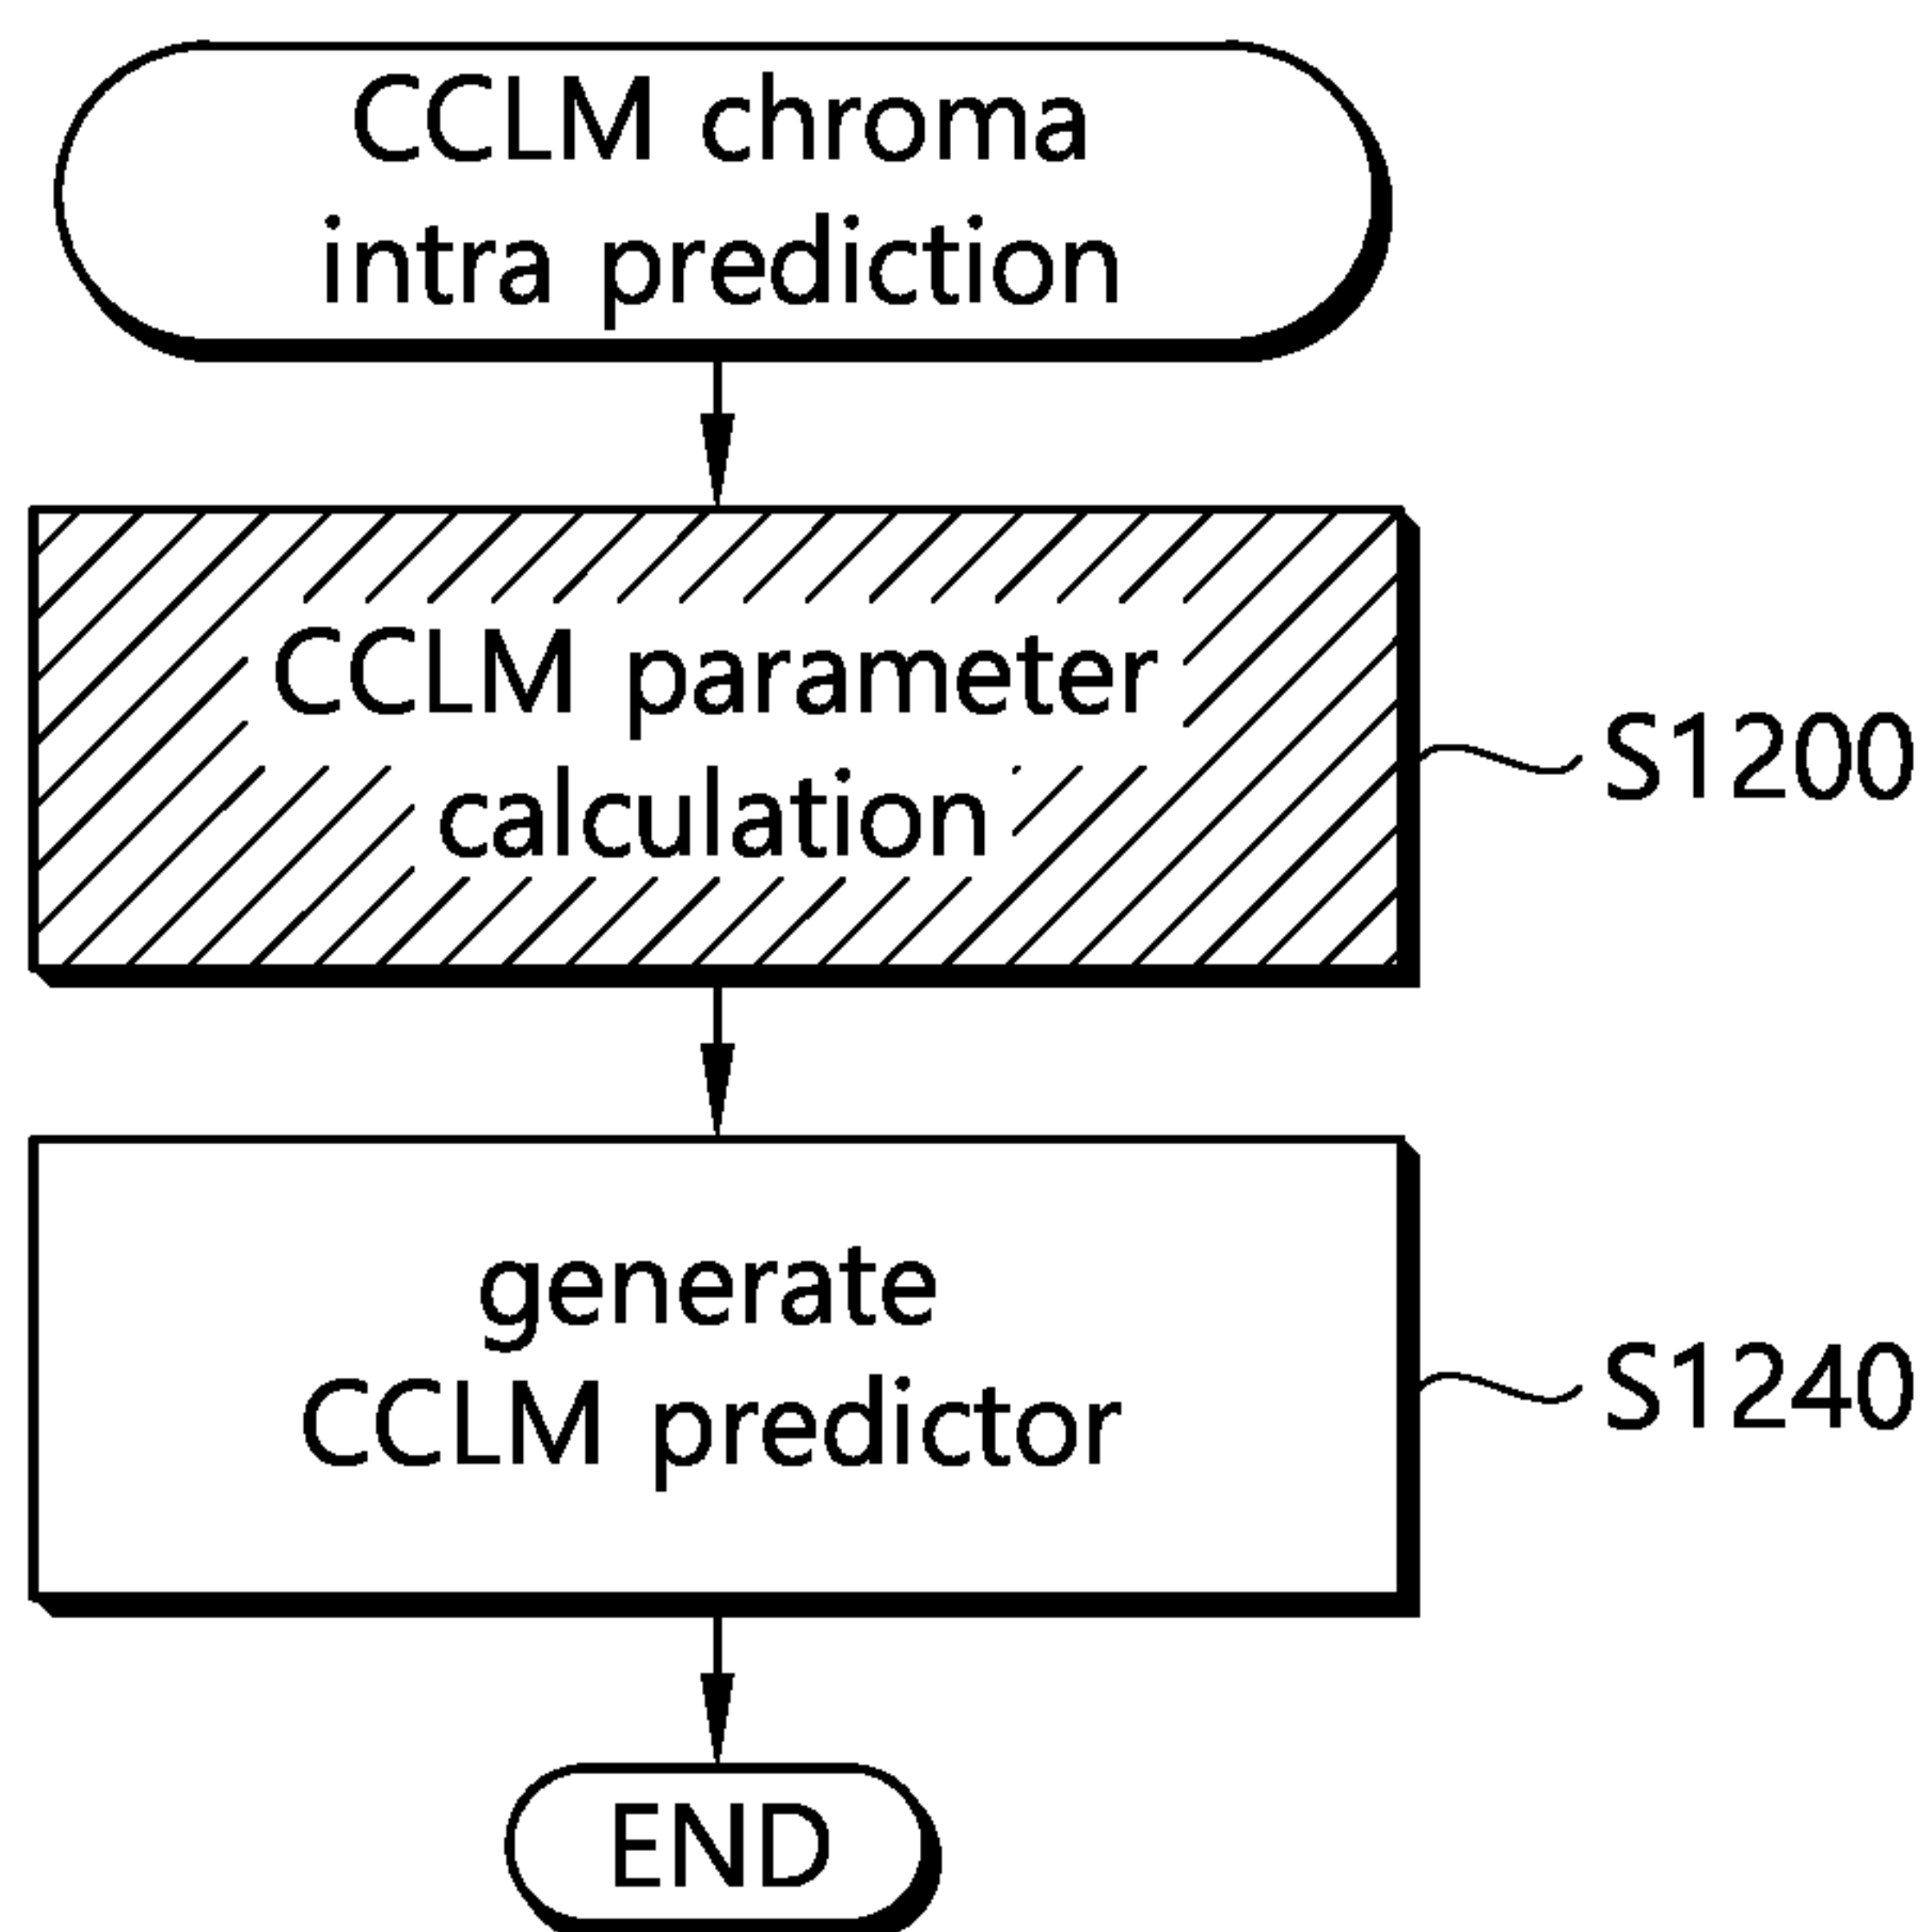 CCLM chroma
intra prediction
CCLM parameter
calculation
S1200
generate
CCLM predictor
S1240
END